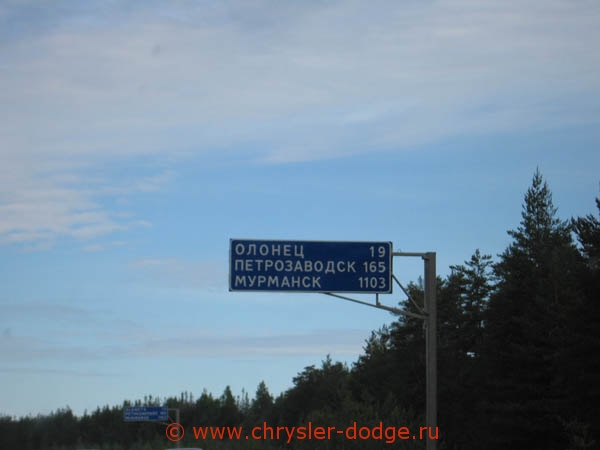 ОЛОНЕЦ 19
ПЕТРОЗАВОДСК 165
МУРМАНСК 1103
© www.chrysler-dodge.ru